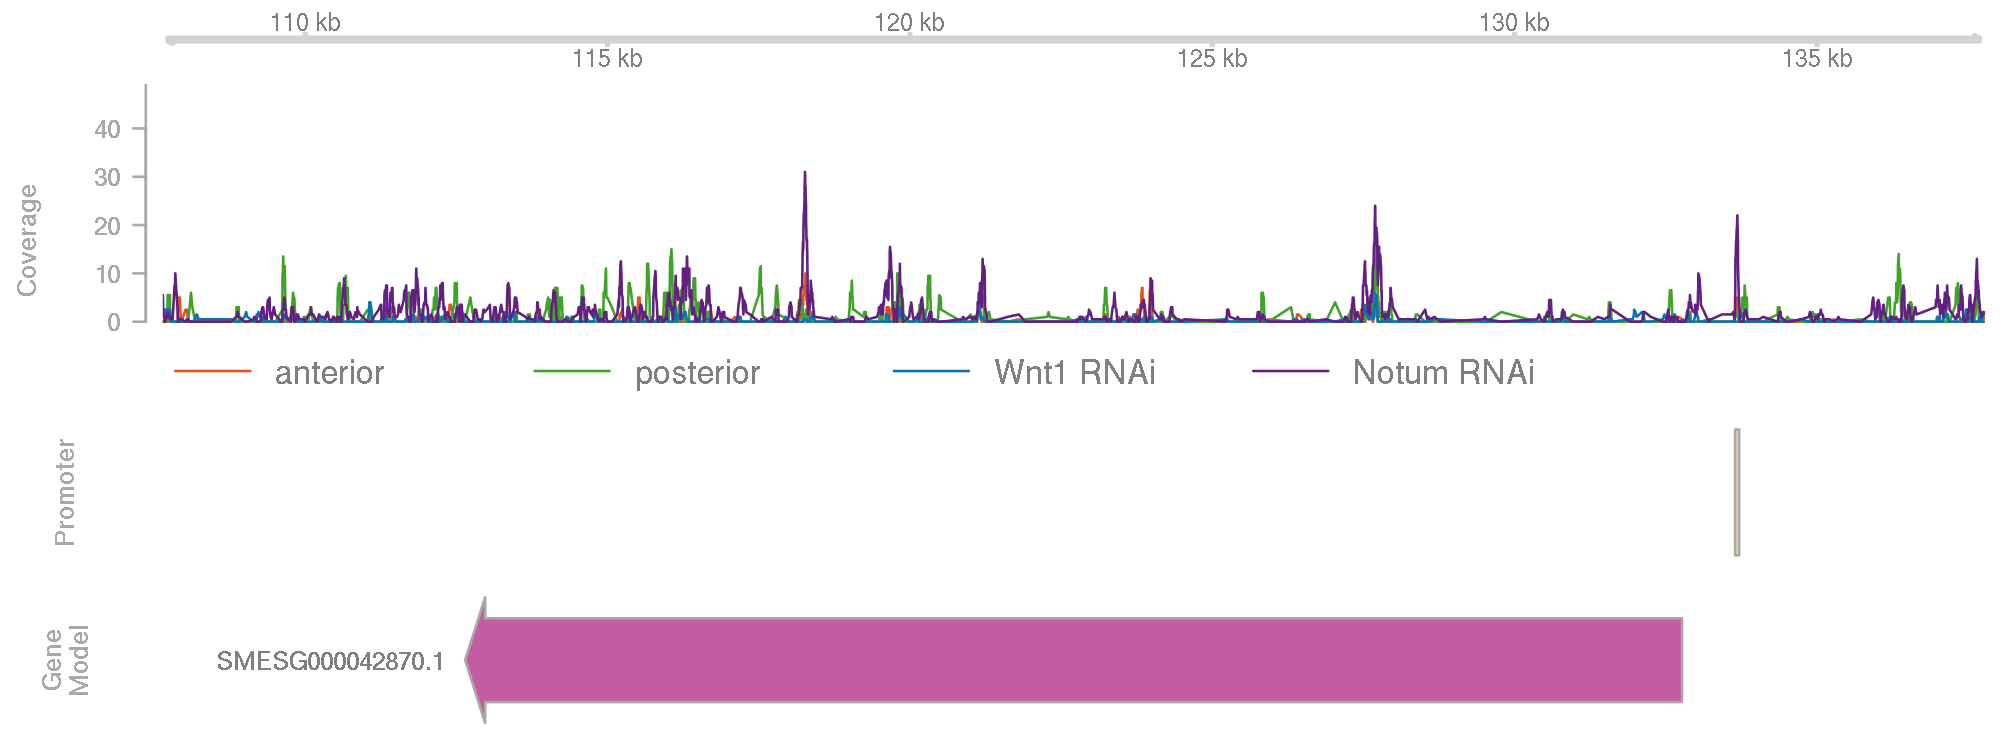 110 kb 120 kb 130 kb
115 kb 125 kb 135 kb
Coverage
40
30
20
10
0
anterior posterior Wnt1 RNAi Notum RNAi
Promoter
Gene
Model
SMESG000042870.1